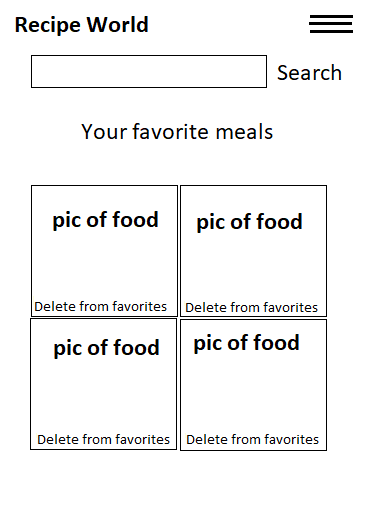 Recipe World
Search
Your favorite meals
pic of food
pic of food
Delete from favorites
Delete from favorites
pic of food
pic of food
Delete from favorites
Delete from favorites